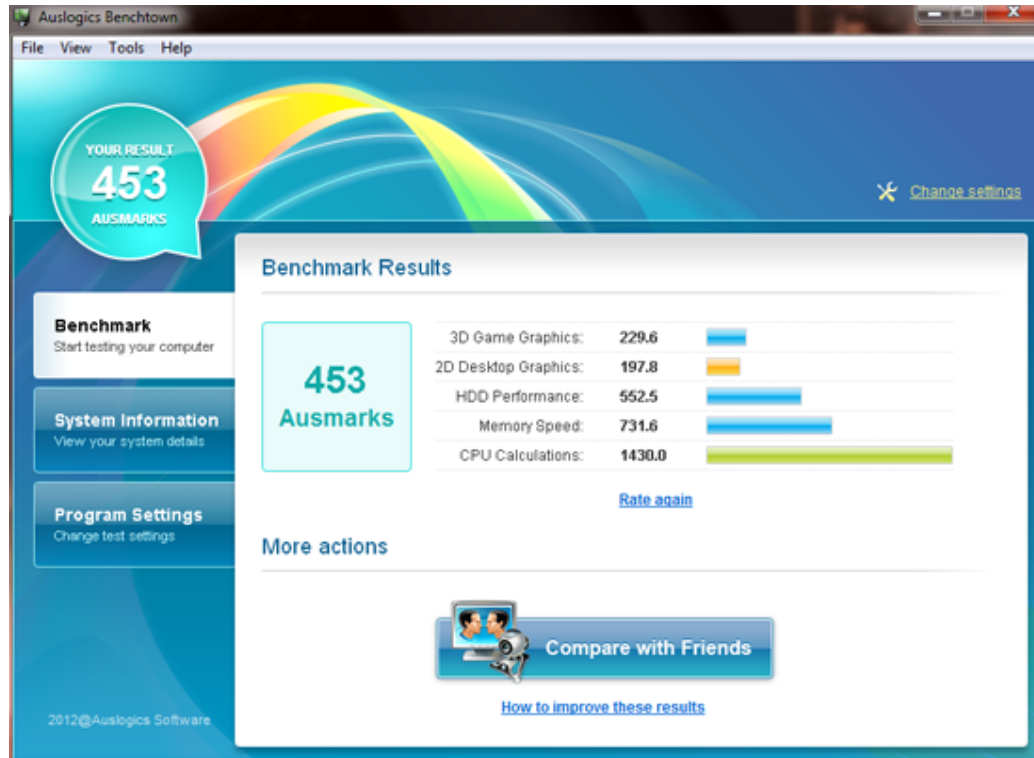 Auslogics Benchtown
File View Tools Help
YOUR RESULT
453
AUSMARKS
Change settings
Benchmark
Start testing your computer
System Information
View your system details
Program Settings
Change test settings
2012@Auslogics Software
Benchmark Results
453
Ausmarks
3D Game Graphics: 229.6
2D Desktop Graphics: 197.8
HDD Performance: 552.5
Memory Speed: 731.6
CPU Calculations: 1430.0
Rate again
More actions
Compare with Friends
How to improve these results